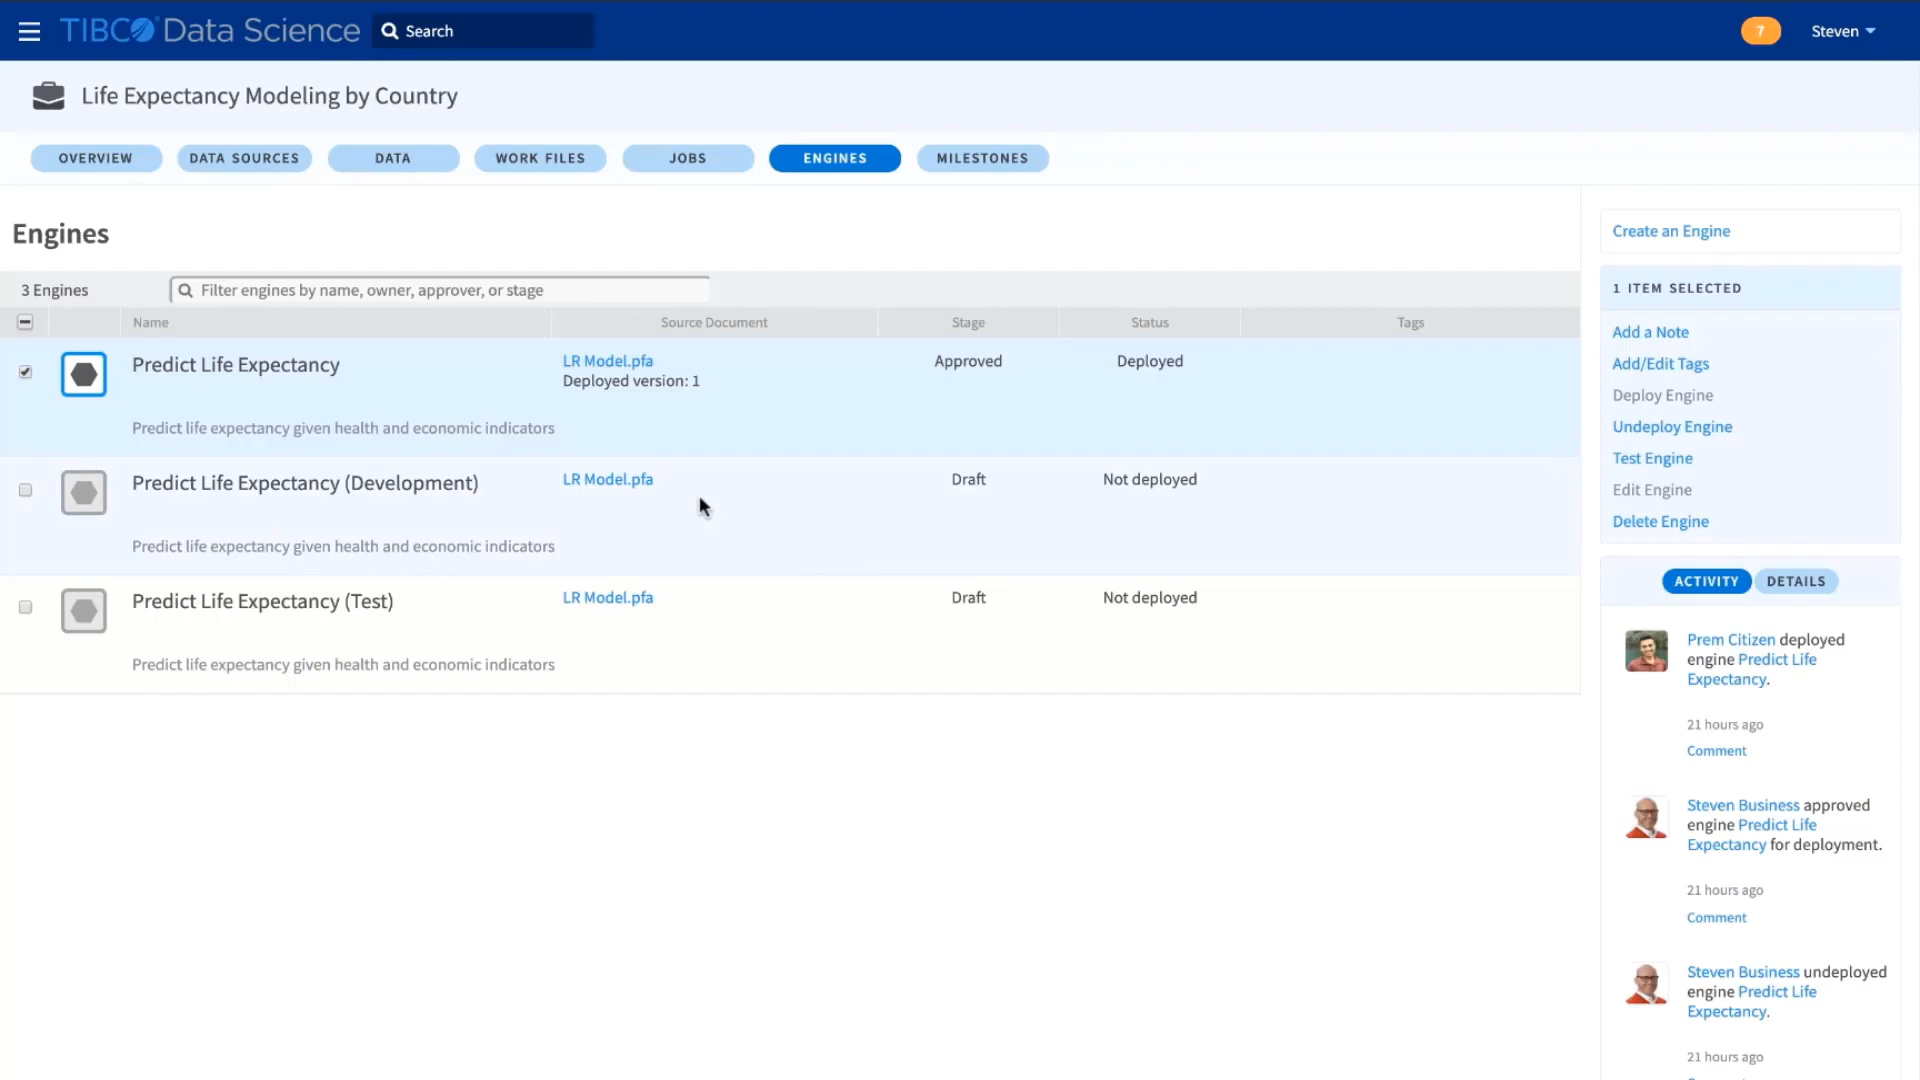 TIBCO Data Science
Search
7
Steven
Life Expectancy Modeling by Country
OVERVIEW
DATA SOURCES
DATA
WORK FILES
JOBS
ENGINES
MILESTONES
Engines
3 Engines
Filter engines by name, owner, approver, or stage
Name
Source Document
Stage
Status
Tags
Predict Life Expectancy
LR Model.pfa
Deployed version: 1
Approved
Deployed
Predict life expectancy given health and economic indicators
Predict Life Expectancy (Development)
LR Model.pfa
Draft
Not deployed
Predict life expectancy given health and economic indicators
Predict Life Expectancy (Test)
LR Model.pfa
Draft
Not deployed
Predict life expectancy given health and economic indicators
Create an Engine
1 ITEM SELECTED
Add a Note
Add/Edit Tags
Deploy Engine
Undeploy Engine
Test Engine
Edit Engine
Delete Engine
ACTIVITY
DETAILS
Prem Citizen deployed
engine Predict Life
Expectancy.
21 hours ago
Comment
Steven Business approved
engine Predict Life
Expectancy for deployment.
21 hours ago
Comment
Steven Business undeployed
engine Predict Life
Expectancy.
21 hours ago